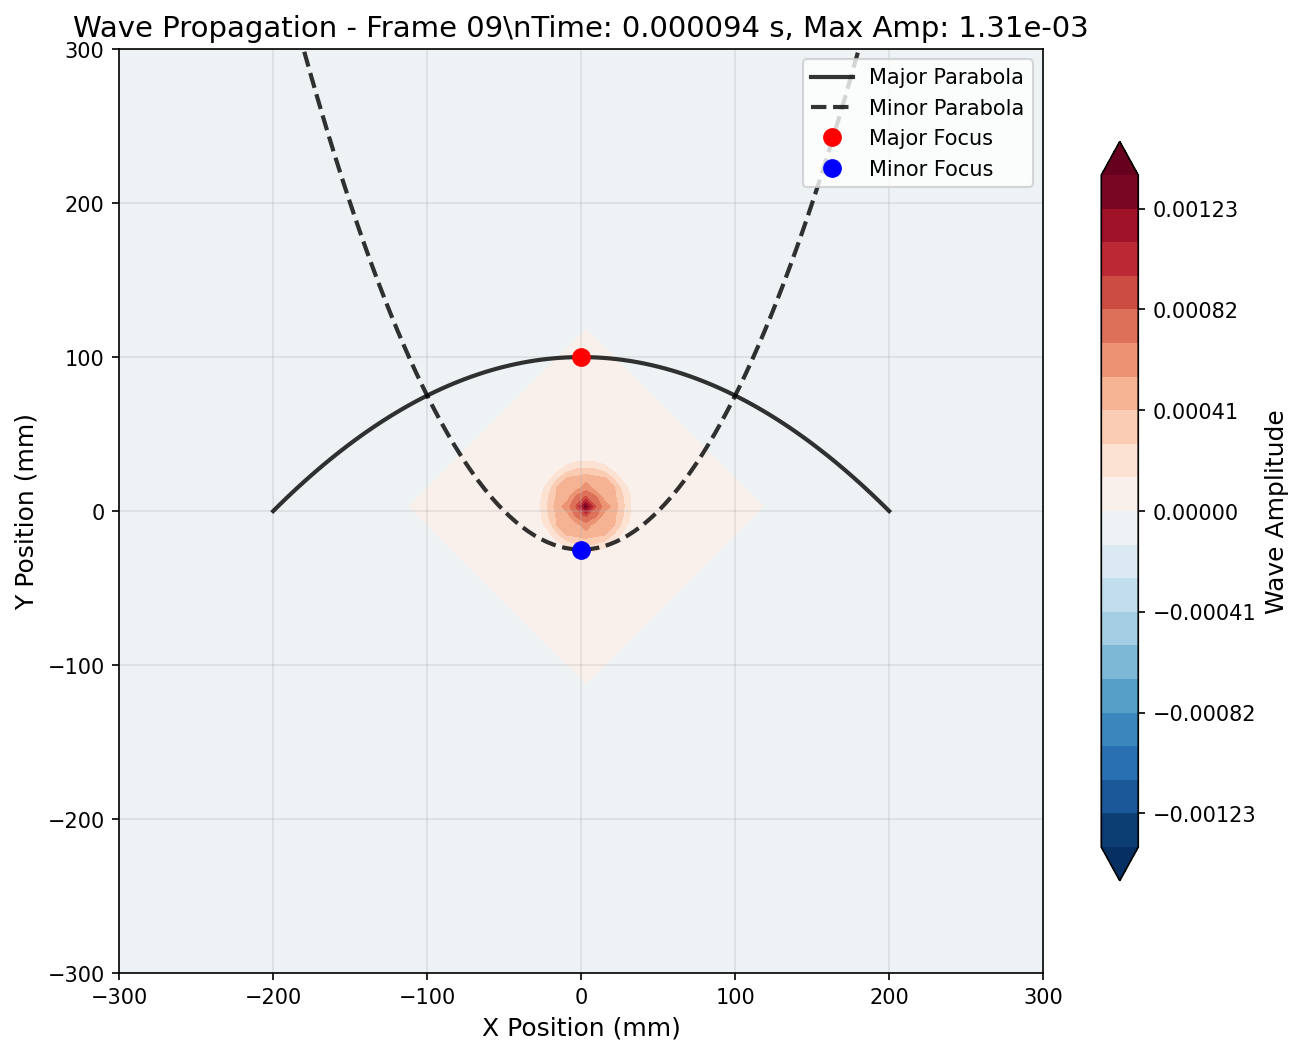 Wave Propagation - Frame 09\nTime: 0.000094 s, Max Amp: 1.31e-03
Major Parabola
Minor Parabola
Major Focus
Minor Focus
300
200
100
0
−100
−200
−300
Y Position (mm)
−300
−200
−100
0
100
200
300
X Position (mm)
0.00123
0.00082
0.00041
0.00000
−0.00041
−0.00082
−0.00123
Wave Amplitude